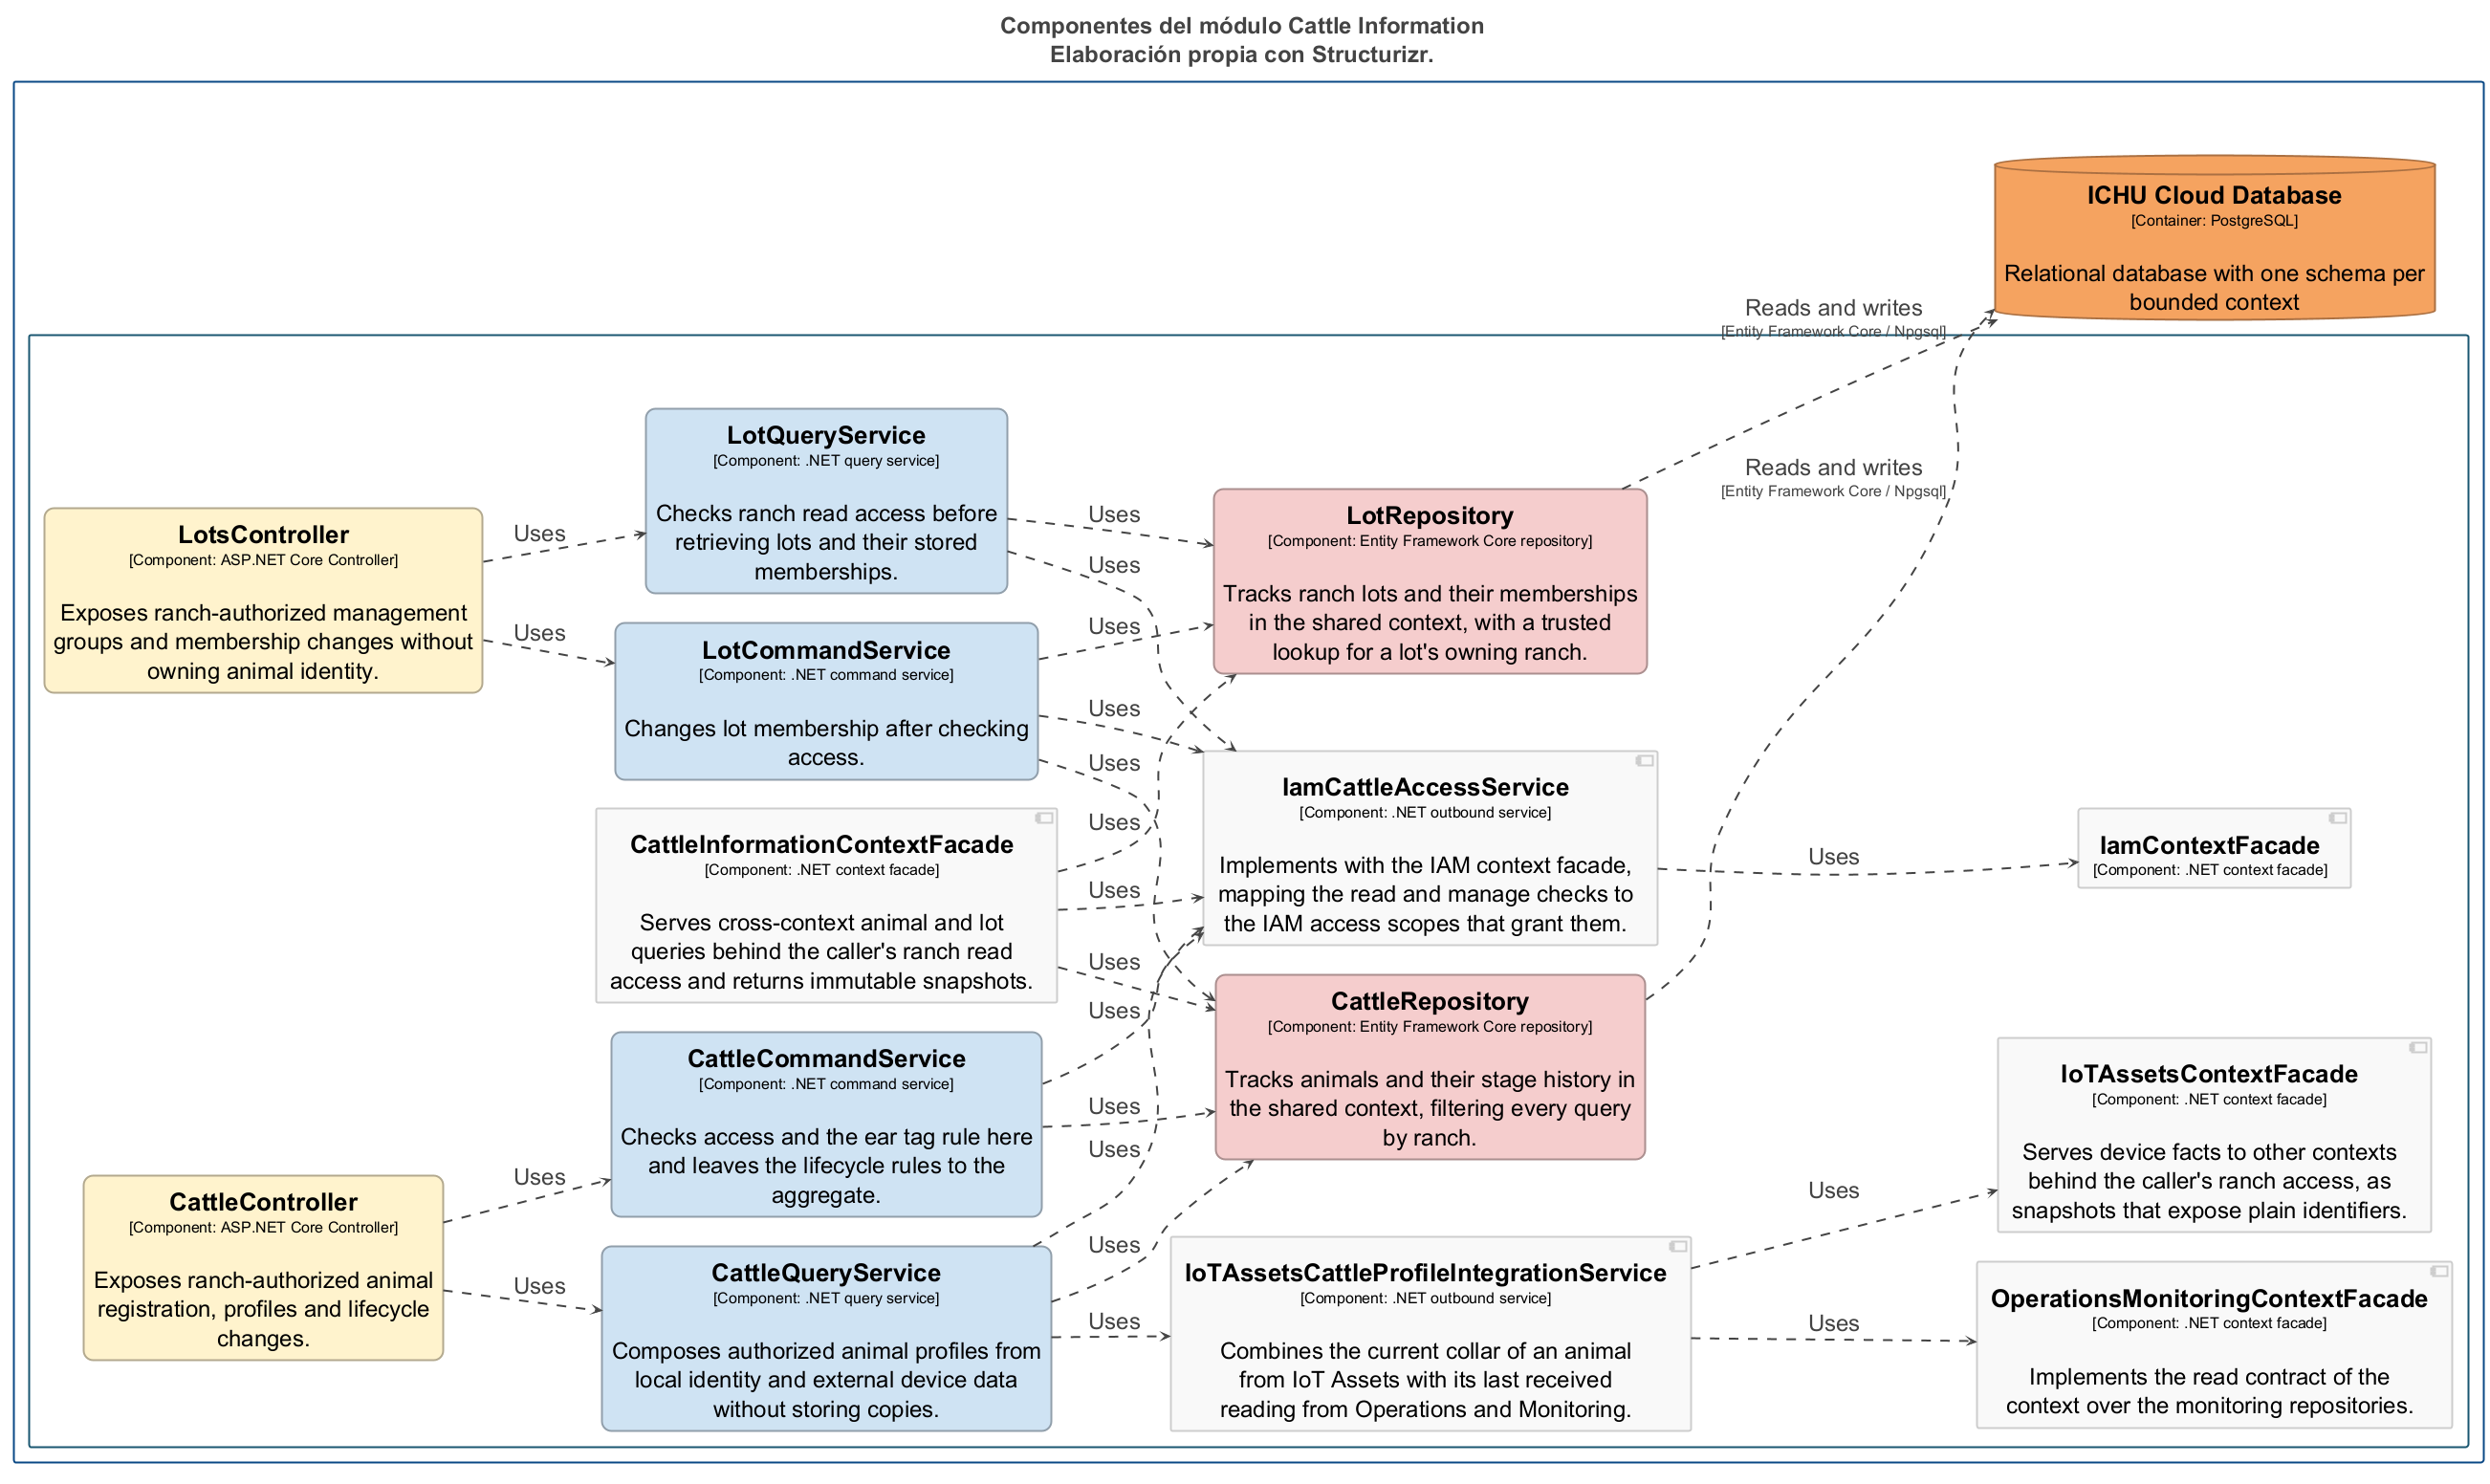 Componentes del módulo Cattle Information
Elaboración propia con Structurizr.
ICHU Cloud Database
[Container: PostgreSQL]
Relational database with one schema per
bounded context
Reads and writes
[Entity Framework Core / Npgsql]
Reads and writes
[Entity Framework Core / Npgsql]
LotQueryService
[Component: .NET query service]
Checks ranch read access before
retrieving lots and their stored
memberships.
LotsController
[Component: ASP.NET Core Controller]
Exposes ranch-authorized management
groups and membership changes without
owning animal identity.
Uses
Uses
LotCommandService
[Component: .NET command service]
Changes lot membership after checking
access.
Uses
Uses
Uses
Uses
Uses
LotRepository
[Component: Entity Framework Core repository]
Tracks ranch lots and their memberships
in the shared context, with a trusted
lookup for a lot's owning ranch.
CattleInformationContextFacade
[Component: .NET context facade]
Serves cross-context animal and lot
queries behind the caller's ranch read
access and returns immutable snapshots.
Uses
Uses
Uses
IamCattleAccessService
[Component: .NET outbound service]
Implements with the IAM context facade,
mapping the read and manage checks to
the IAM access scopes that grant them.
Uses
IamContextFacade
[Component: .NET context facade]
CattleCommandService
[Component: .NET command service]
Checks access and the ear tag rule here
and leaves the lifecycle rules to the
aggregate.
Uses
Uses
CattleRepository
[Component: Entity Framework Core repository]
Tracks animals and their stage history in
the shared context, filtering every query
by ranch.
CattleController
[Component: ASP.NET Core Controller]
Exposes ranch-authorized animal
registration, profiles and lifecycle
changes.
Uses
Uses
CattleQueryService
[Component: .NET query service]
Composes authorized animal profiles from
local identity and external device data
without storing copies.
Uses
Uses
Uses
IoTAssetsCattleProfileIntegrationService
[Component: .NET outbound service]
Combines the current collar of an animal
from IoT Assets with its last received
reading from Operations and Monitoring.
Uses
Uses
IoTAssetsContextFacade
[Component: .NET context facade]
Serves device facts to other contexts
behind the caller's ranch access, as
snapshots that expose plain identifiers.
OperationsMonitoringContextFacade
[Component: .NET context facade]
Implements the read contract of the
context over the monitoring repositories.